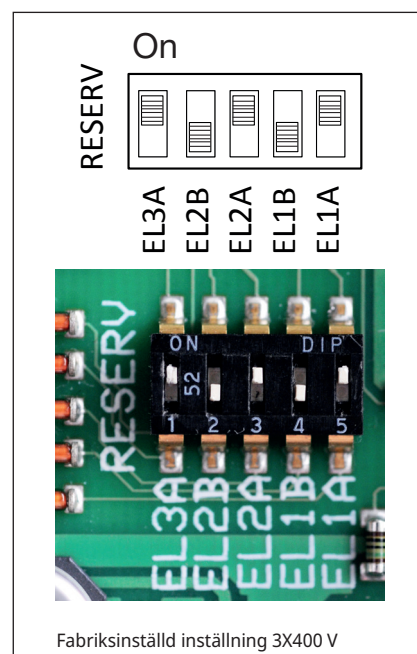 On
RESERV
EL3A
EL2B
EL2A
EL1B
EL1A
ON DIP
52
1 2 3 4 5
RESERV
EL3A
EL2B
EL2A
EL1B
EL1A
Fabriksinställd inställning 3X400 V